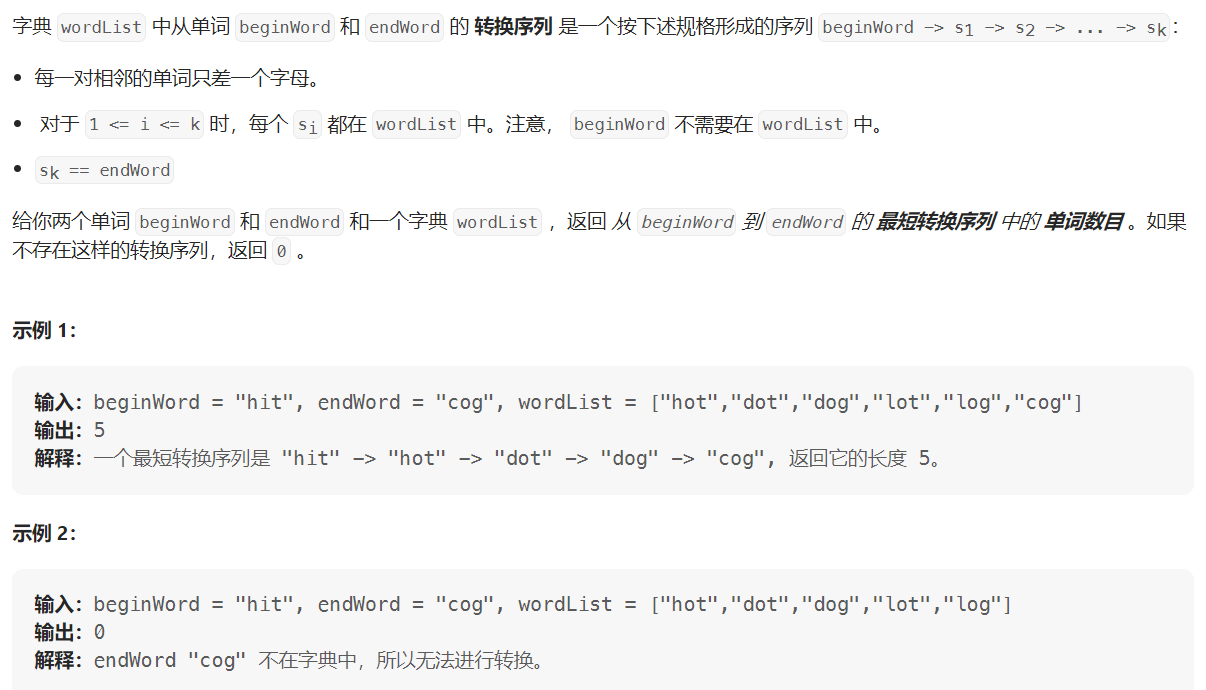 字典 wordList 中从单词 beginWord 和 endWord 的 转换序列 是一个按下述规格形成的序列 beginWord -> s1 -> s2 -> ... -> sk：
• 每一对相邻的单词只差一个字母。
• 对于 1 <= i <= k 时，每个 si 都在 wordList 中。注意， beginWord 不需要在 wordList 中。
• sk == endWord
给你两个单词 beginWord 和 endWord 和一个字典 wordList ，返回 从 beginWord 到 endWord 的 最短转换序列 中的 单词数目 。如果
不存在这样的转换序列，返回 0 。
示例 1：
输入：beginWord = "hit", endWord = "cog", wordList = ["hot","dot","dog","lot","log","cog"]
输出：5
解释：一个最短转换序列是 "hit" -> "hot" -> "dot" -> "dog" -> "cog", 返回它的长度 5。
示例 2：
输入：beginWord = "hit", endWord = "cog", wordList = ["hot","dot","dog","lot","log"]
输出：0
解释：endWord "cog" 不在字典中，所以无法进行转换。